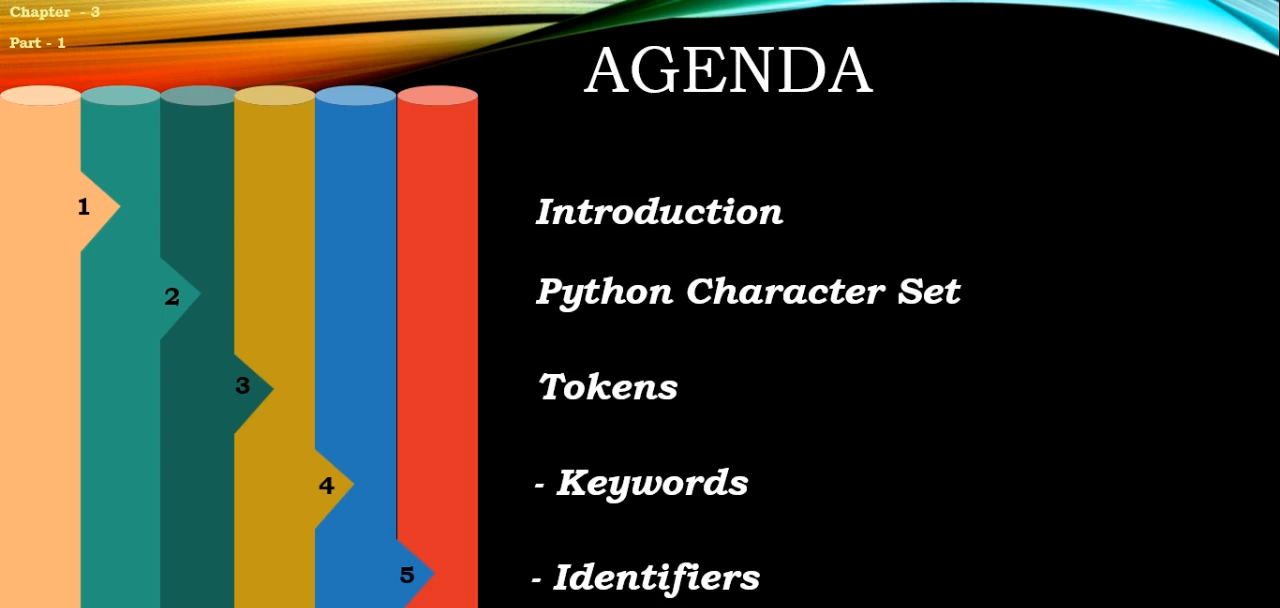 Chapter - 3
Part - 1
AGENDA
1 Introduction
2 Python Character Set
3 Tokens
4 - Keywords
5 - Identifiers